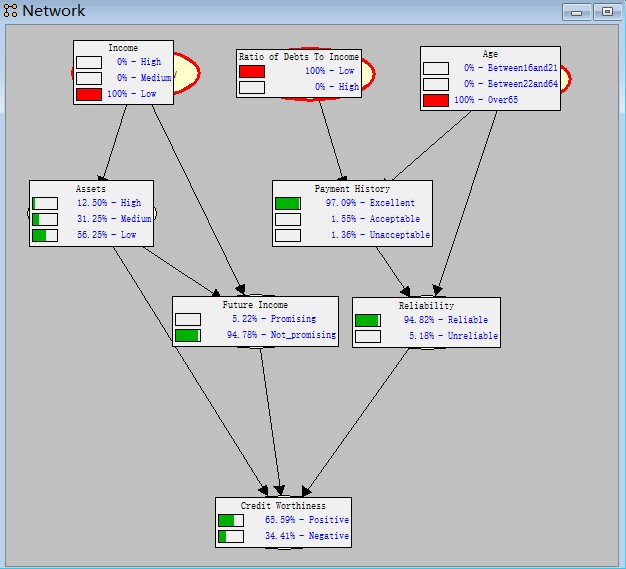 Network
Income
0% - High
0% - Medium
100% - Low
Ratio of Debts To Income
100% - Low
0% - High
Age
0% - Between16and21
0% - Between22and64
100% - Over65
Assets
12.50% - High
31.25% - Medium
56.25% - Low
Payment History
97.09% - Excellent
1.55% - Acceptable
1.36% - Unacceptable
Future Income
5.22% - Promising
94.78% - Not_promising
Reliability
94.82% - Reliable
5.18% - Unreliable
Credit Worthiness
65.59% - Positive
34.41% - Negative